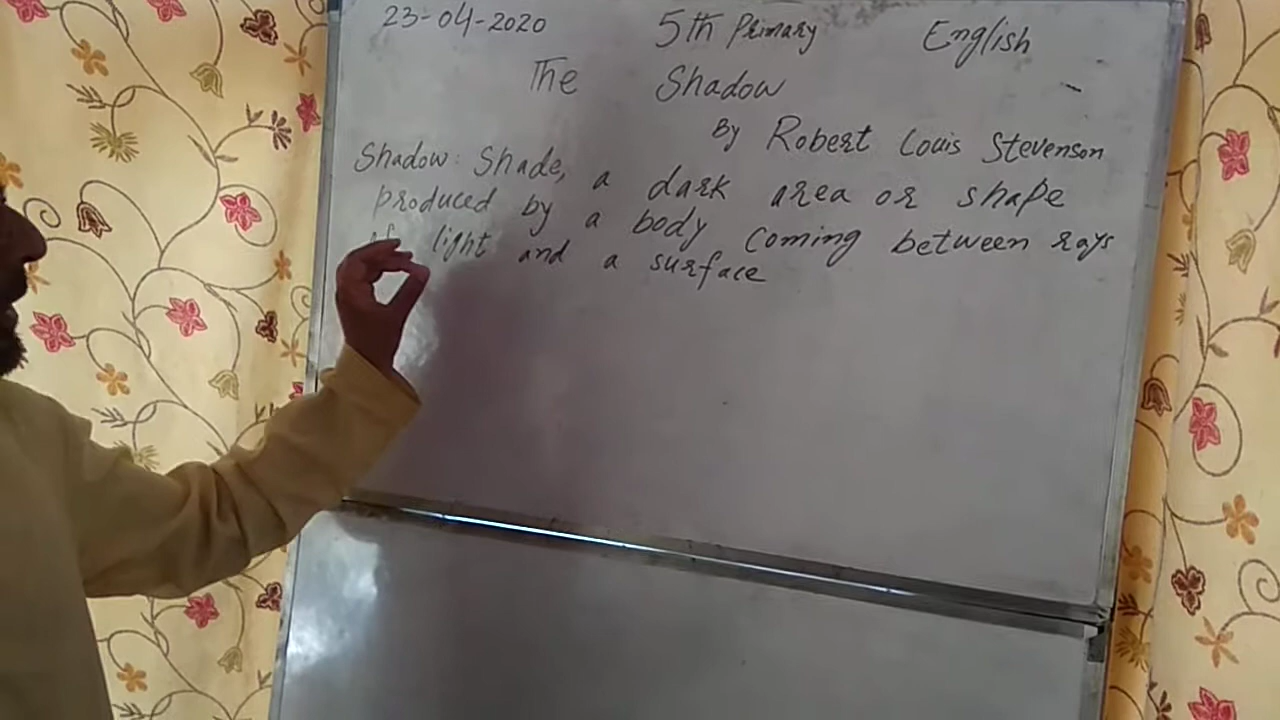 23-04-2020 5th Primary English
The Shadow
By Robert Louis Stevenson
Shadow: Shade, a dark area or shape
produced by a body coming between rays
of light and a surface